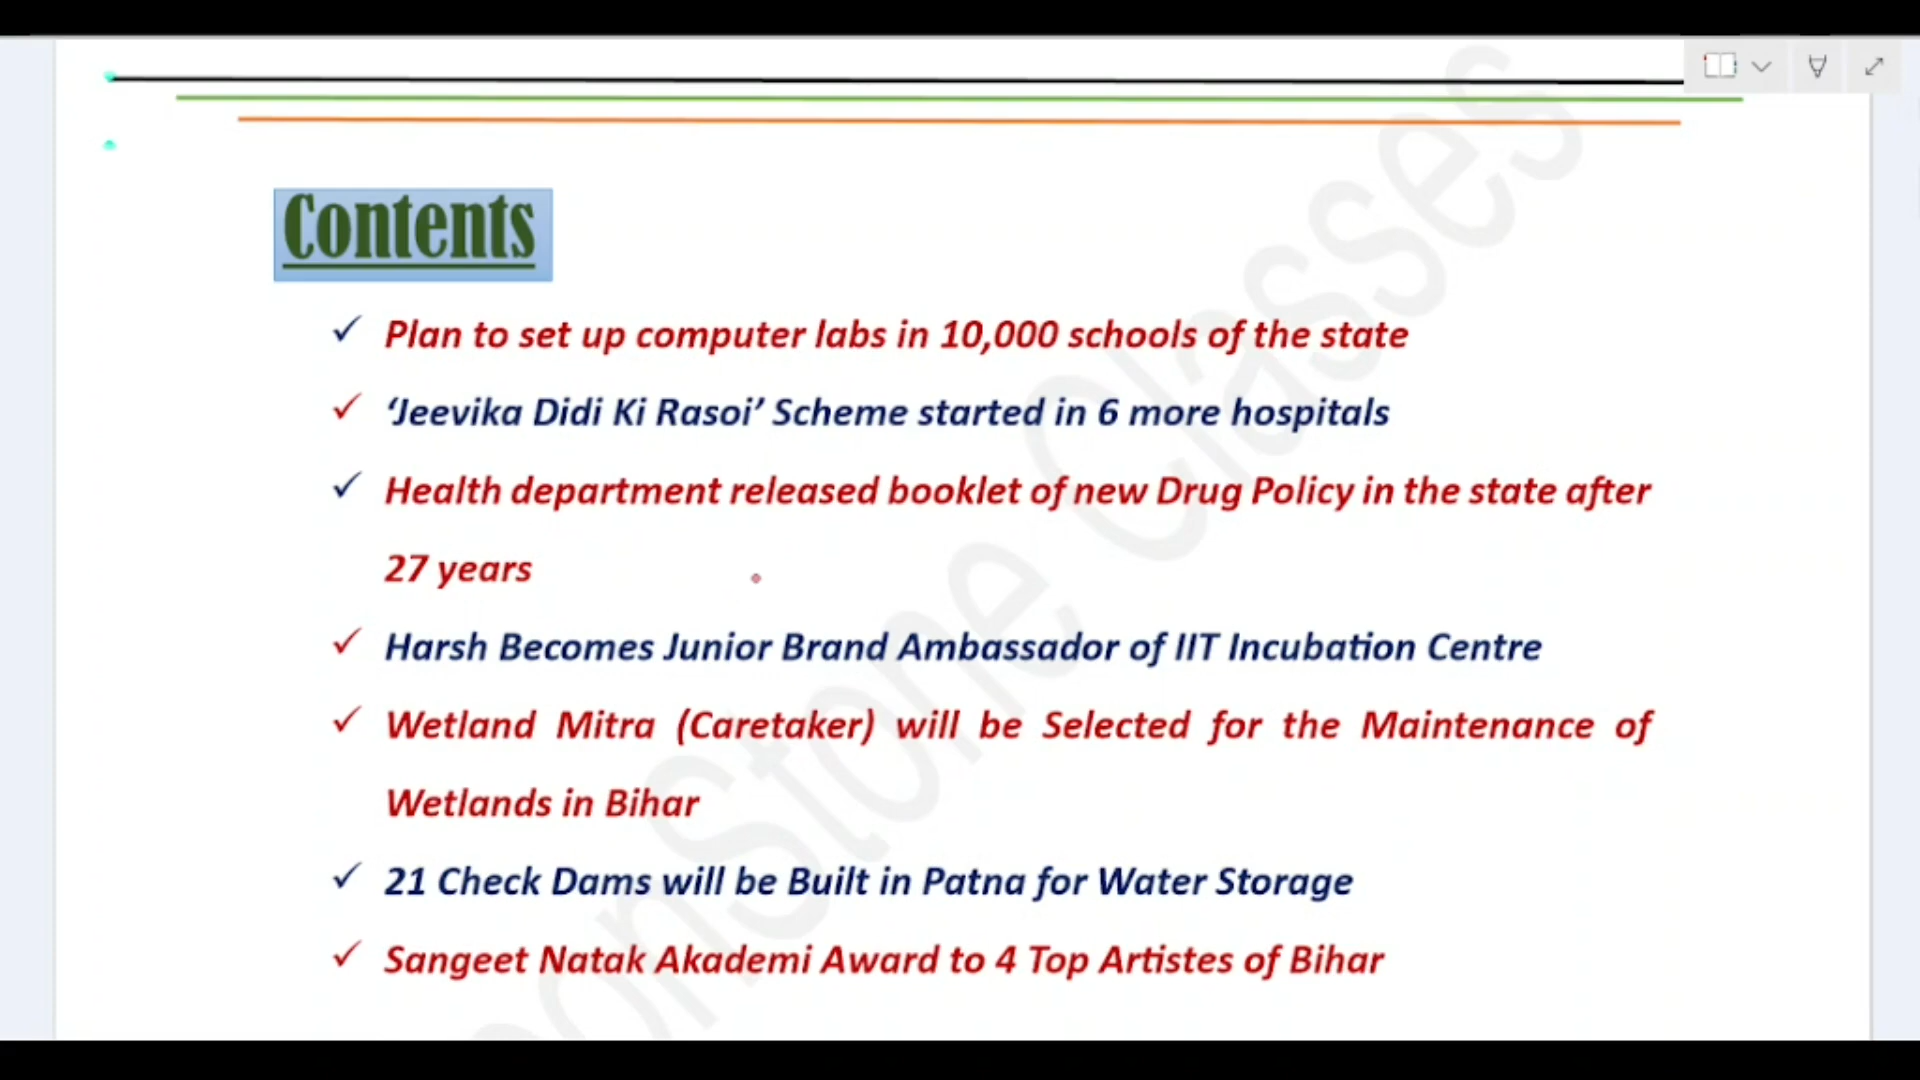 Contents
✓ Plan to set up computer labs in 10,000 schools of the state
✓ ‘Jeevika Didi Ki Rasoi’ Scheme started in 6 more hospitals
✓ Health department released booklet of new Drug Policy in the state after
27 years
✓ Harsh Becomes Junior Brand Ambassador of IIT Incubation Centre
✓ Wetland Mitra (Caretaker) will be Selected for the Maintenance of
Wetlands in Bihar
✓ 21 Check Dams will be Built in Patna for Water Storage
✓ Sangeet Natak Akademi Award to 4 Top Artistes of Bihar
onStone Classes